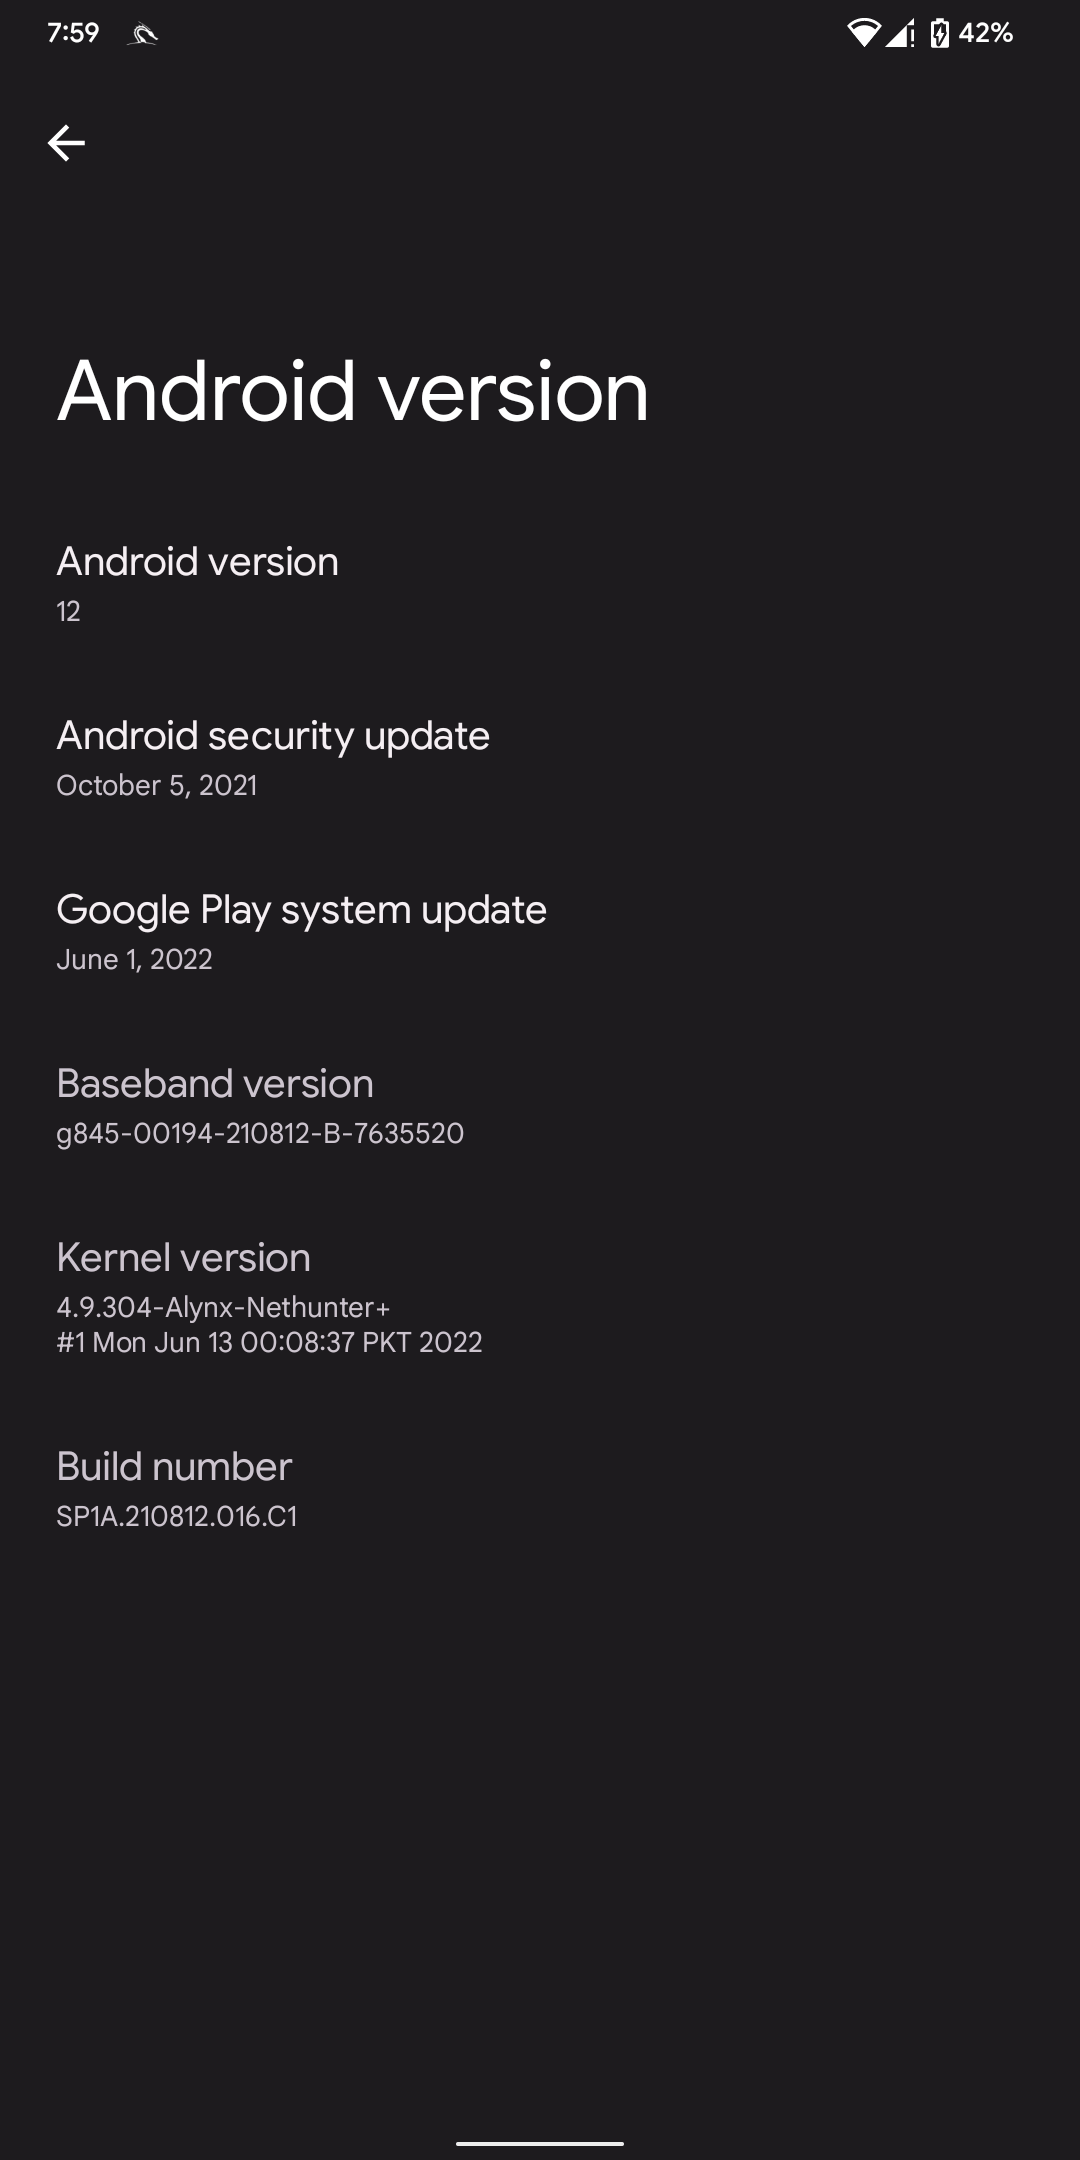 7:59
42%
Android version
Android version
12
Android security update
October 5, 2021
Google Play system update
June 1, 2022
Baseband version
g845-00194-210812-B-7635520
Kernel version
4.9.304-Alynx-Nethunter+
#1 Mon Jun 13 00:08:37 PKT 2022
Build number
SP1A.210812.016.C1